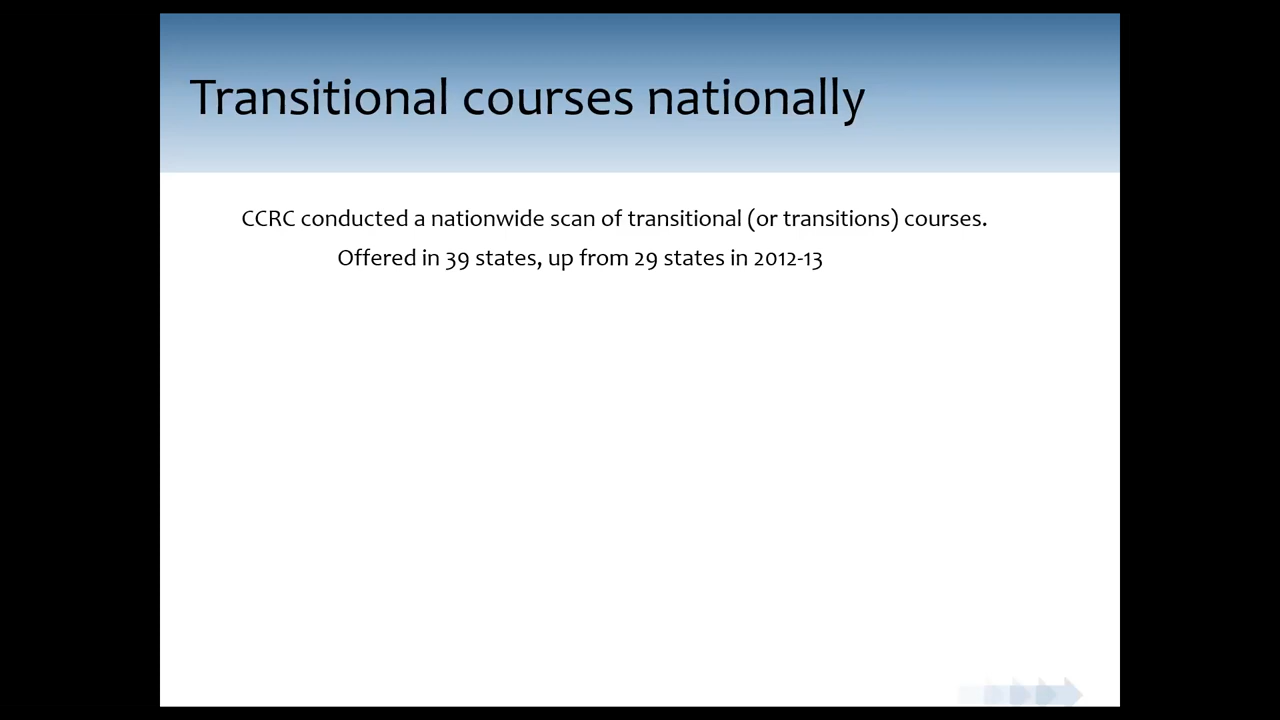 Transitional courses nationally
CCRC conducted a nationwide scan of transitional (or transitions) courses.
Offered in 39 states, up from 29 states in 2012-13